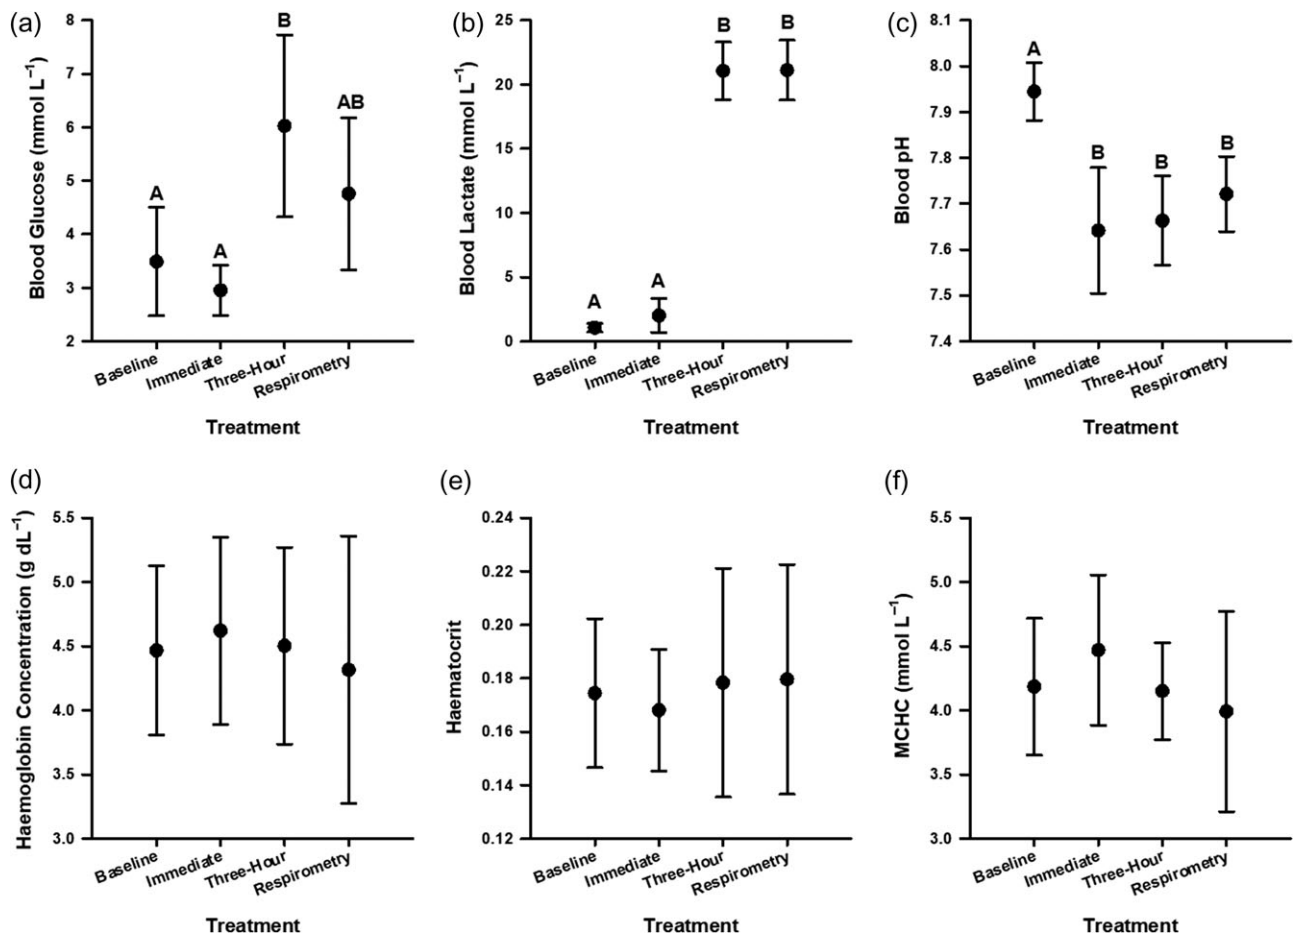 (a)
Blood Glucose (mmol L⁻¹)
8
7
6
5
4
3
2
A
A
B
AB
Baseline
Immediate
Three-Hour
Respirometry
Treatment
(b)
Blood Lactate (mmol L⁻¹)
25
20
15
10
5
0
A
A
B
B
Baseline
Immediate
Three-Hour
Respirometry
Treatment
(c)
Blood pH
8.1
8.0
7.9
7.8
7.7
7.6
7.5
7.4
A
B
B
B
Baseline
Immediate
Three-Hour
Respirometry
Treatment
(d)
Haemoglobin Concentration (g dL⁻¹)
5.5
5.0
4.5
4.0
3.5
3.0
Baseline
Immediate
Three-Hour
Respirometry
Treatment
(e)
Haematocrit
0.24
0.22
0.20
0.18
0.16
0.14
0.12
Baseline
Immediate
Three-Hour
Respirometry
Treatment
(f)
MCHC (mmol L⁻¹)
5.5
5.0
4.5
4.0
3.5
3.0
Baseline
Immediate
Three-Hour
Respirometry
Treatment